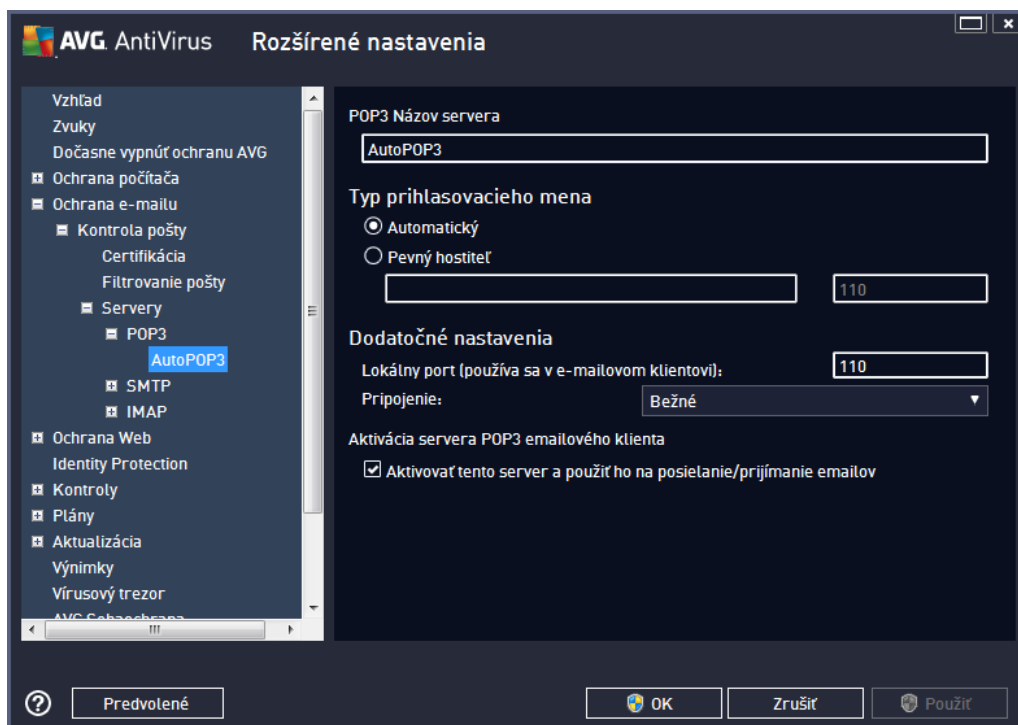 AVG AntiVirus Rozšírené nastavenia
Vzhľad
Zvuky
Dočasne vypnúť ochranu AVG
Ochrana počítača
Ochrana e-mailu
Kontrola pošty
Certifikácia
Filtrovanie pošty
Servery
POP3
AutoPOP3
SMTP
IMAP
Ochrana Web
Identity Protection
Kontroly
Plány
Aktualizácia
Výnimky
Vírusový trezor
AVG Sebaochrana
POP3 Názov servera
AutoPOP3
Typ prihlasovacieho mena
Automatický
Pevný hostiteľ
110
Dodatočné nastavenia
Lokálny port (používa sa v e-mailovom klientovi): 110
Pripojenie: Bežné
Aktivácia servera POP3 emailového klienta
Aktivovať tento server a použiť ho na posielanie/prijímanie emailov
Predvolené OK Zrušiť Použiť